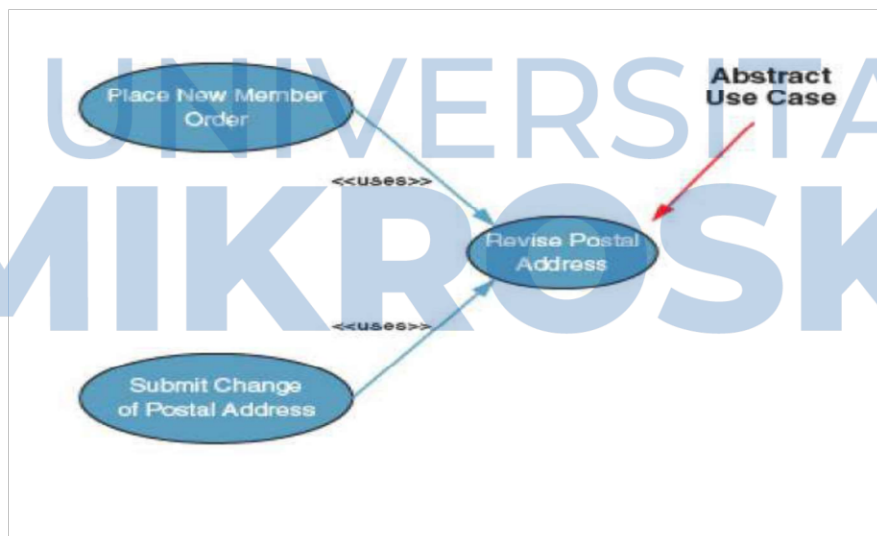 UNIVERSITA
MIKROSK
Place New Member
Order
Abstract
Use Case
<<uses>>
Revise Postal
Address
<<uses>>
Submit Change
of Postal Address